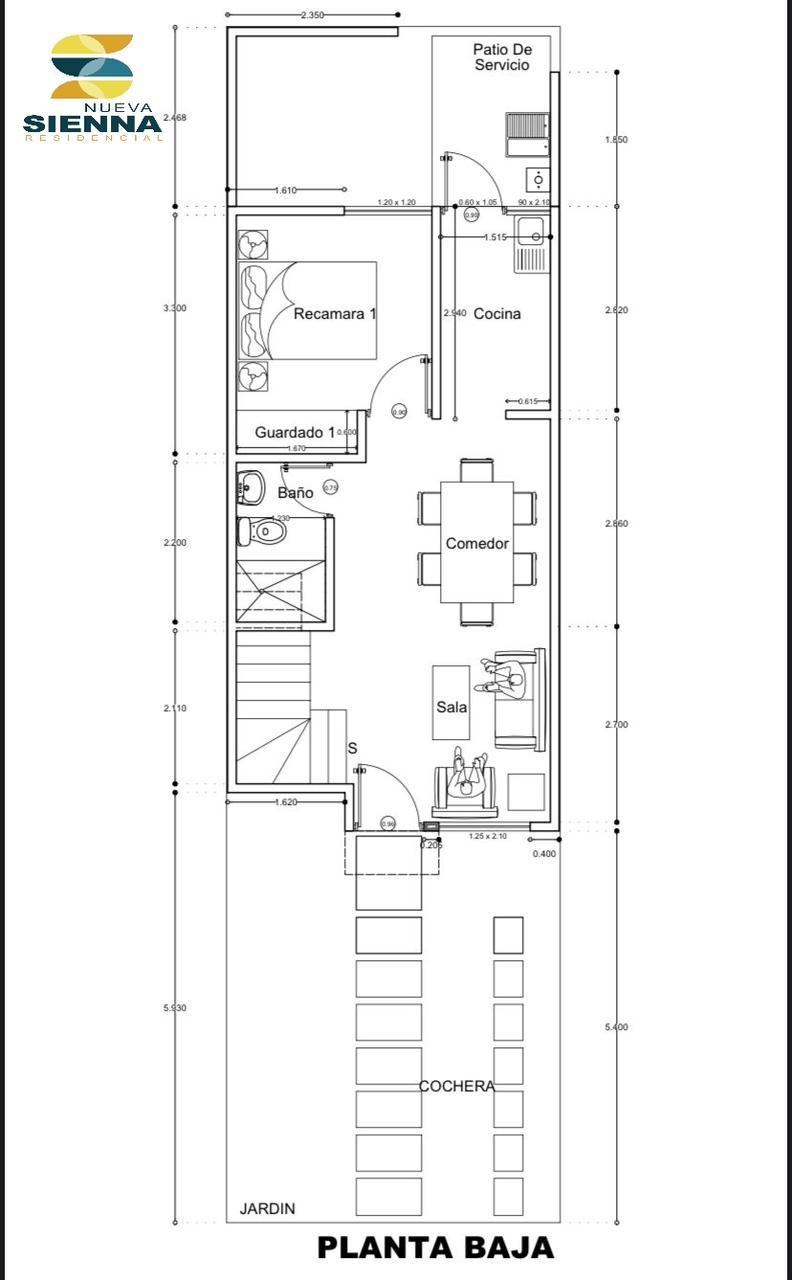 2.350
NUEVA
SIENNA
RESIDENCIAL
Patio De
Servicio
2.468
1.850
1.610
1.20 x 1.20
0.60 x 1.05
90 x 2.10
0.90
1.515
3.300
Recamara 1
2.940
Cocina
2.820
0.615
0.90
Guardado 1
0.600
1.670
Baño
0.75
1.230
2.200
Comedor
2.860
2.110
Sala
2.700
S
1.620
0.96
0.205
1.25 x 2.10
0.400
5.930
5.400
COCHERA
JARDIN
PLANTA BAJA